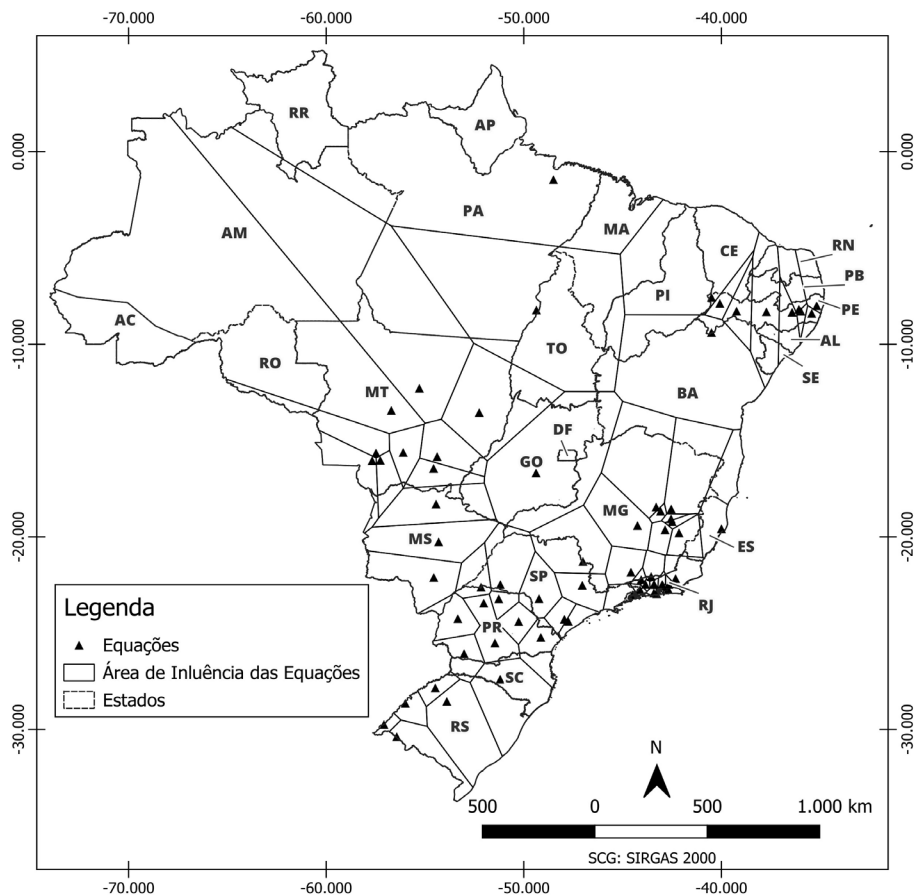 -70.000 -60.000 -50.000 -40.000
0.000 0.000
-10.000 -10.000
-20.000 -20.000
-30.000 -30.000
RR
AP
AM
PA
MA
CE
RN
PB
PE
AL
SE
PI
AC
RO
TO
MT
BA
DF
GO
MG
ES
MS
SP
RJ
PR
SC
RS
Legenda
Equações
Área de Inluência das Equações
Estados
N
500 0 500 1.000 km
SCG: SIRGAS 2000
-70.000 -60.000 -50.000 -40.000